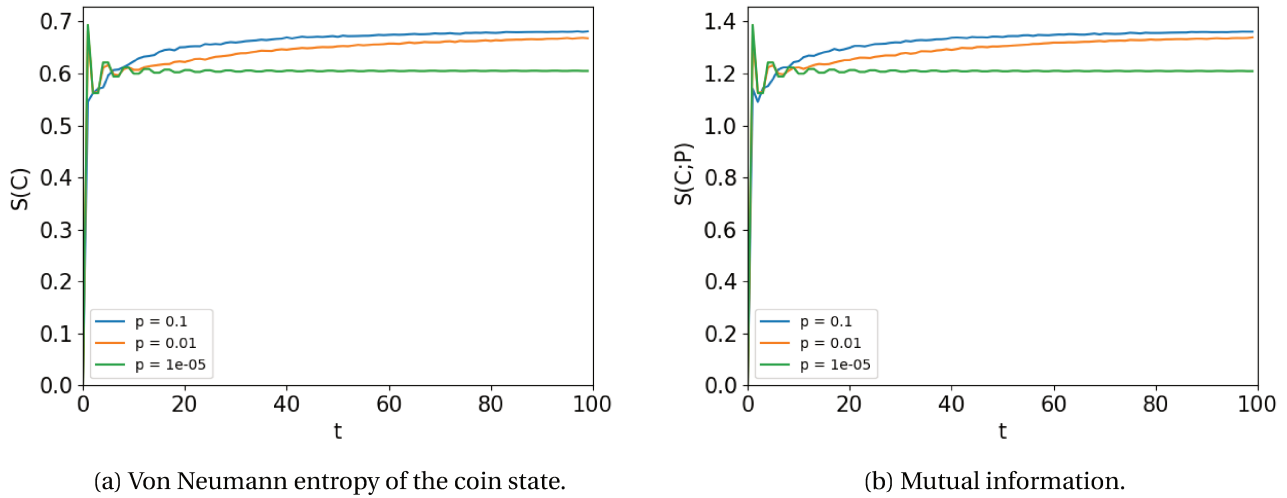 0.7
0.6
0.5
0.4
0.3
0.2
0.1
0.0
S(C)
p = 0.1
p = 0.01
p = 1e-05
0 20 40 60 80 100
t
(a) Von Neumann entropy of the coin state.
1.4
1.2
1.0
0.8
0.6
0.4
0.2
0.0
S(C;P)
p = 0.1
p = 0.01
p = 1e-05
0 20 40 60 80 100
t
(b) Mutual information.